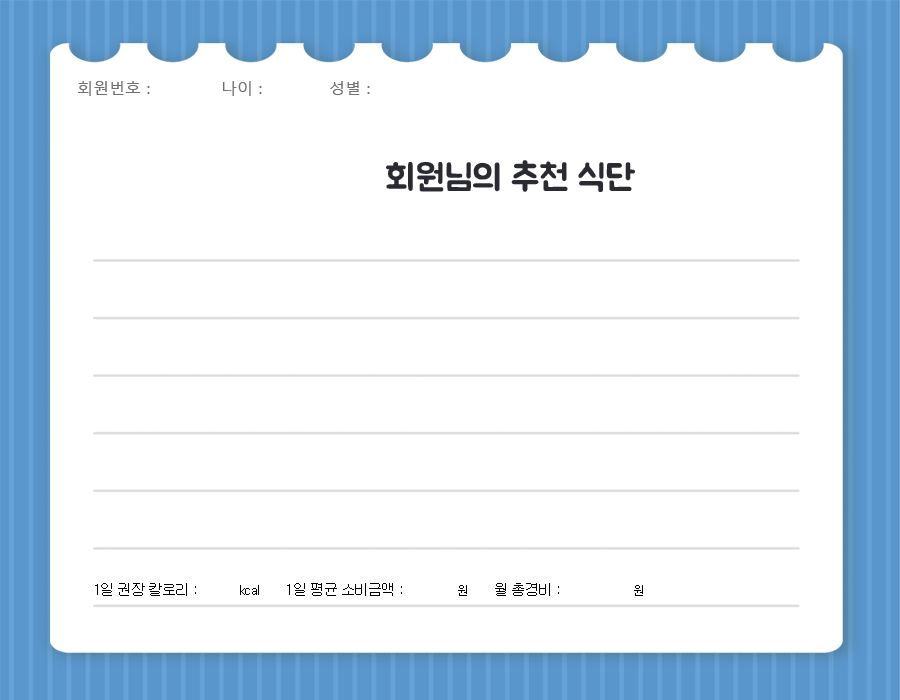 회원번호 : 나이 : 성별 :
회원님의 추천 식단
1일 권장 칼로리 : kcal 1일 평균 소비금액 : 원 월 총경비 : 원